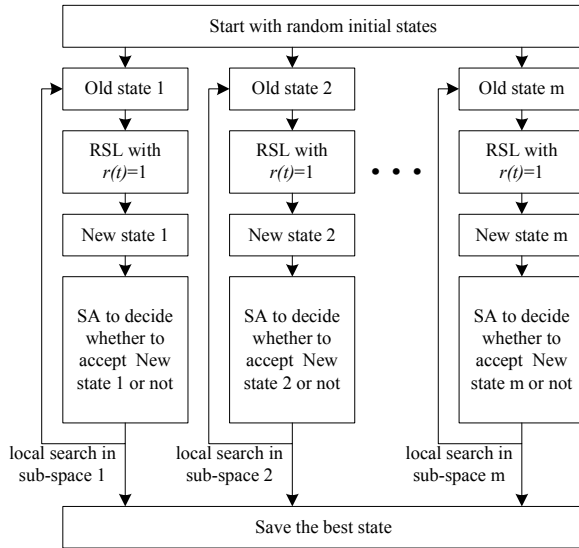 Start with random initial states
Old state 1
Old state 2
Old state m
RSL with
r(t)=1
RSL with
r(t)=1
RSL with
r(t)=1
New state 1
New state 2
New state m
SA to decide
whether to
accept New
state 1 or not
SA to decide
whether to
accept New
state 2 or not
SA to decide
whether to
accept New
state m or not
local search in
sub-space 1
local search in
sub-space 2
local search in
sub-space m
Save the best state